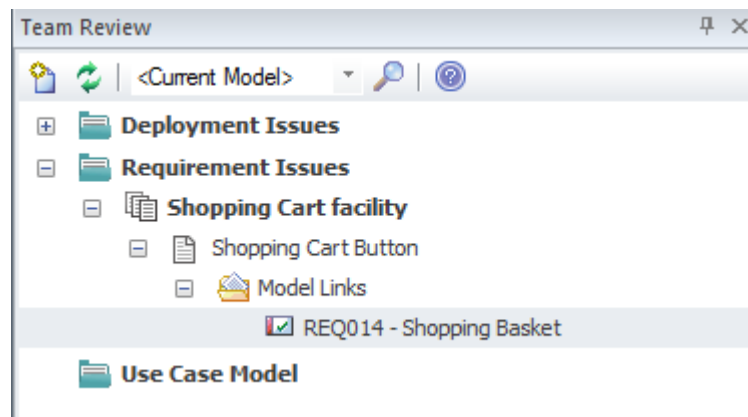 Team Review
<Current Model>
Deployment Issues
Requirement Issues
Shopping Cart facility
Shopping Cart Button
Model Links
REQ014 - Shopping Basket
Use Case Model